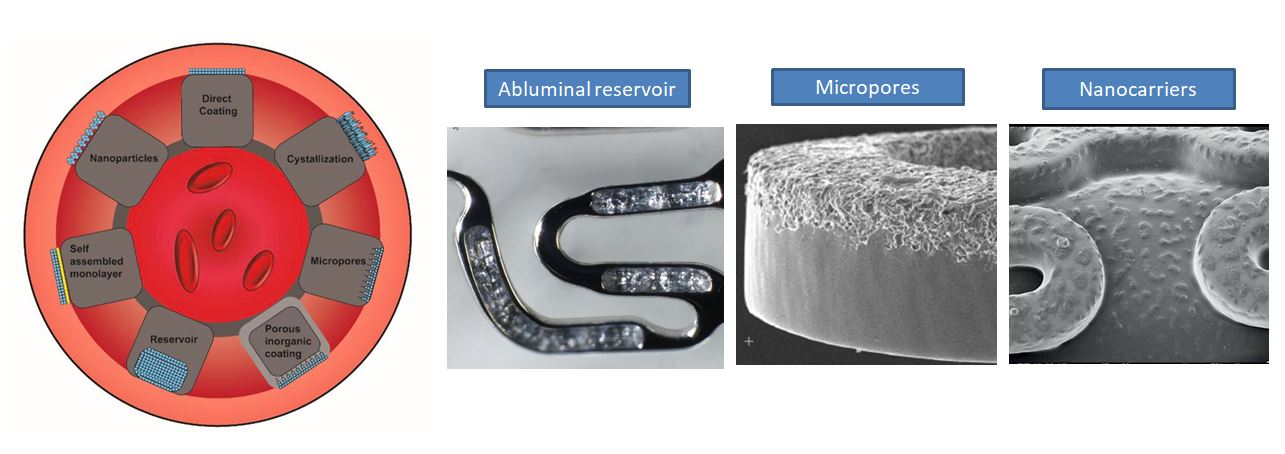 Direct
Coating
Nanoparticles
Cystallization
Self
assembled
monolayer
Micropores
Reservoir
Porous
inorganic
coating
Abluminal reservoir
Micropores
Nanocarriers